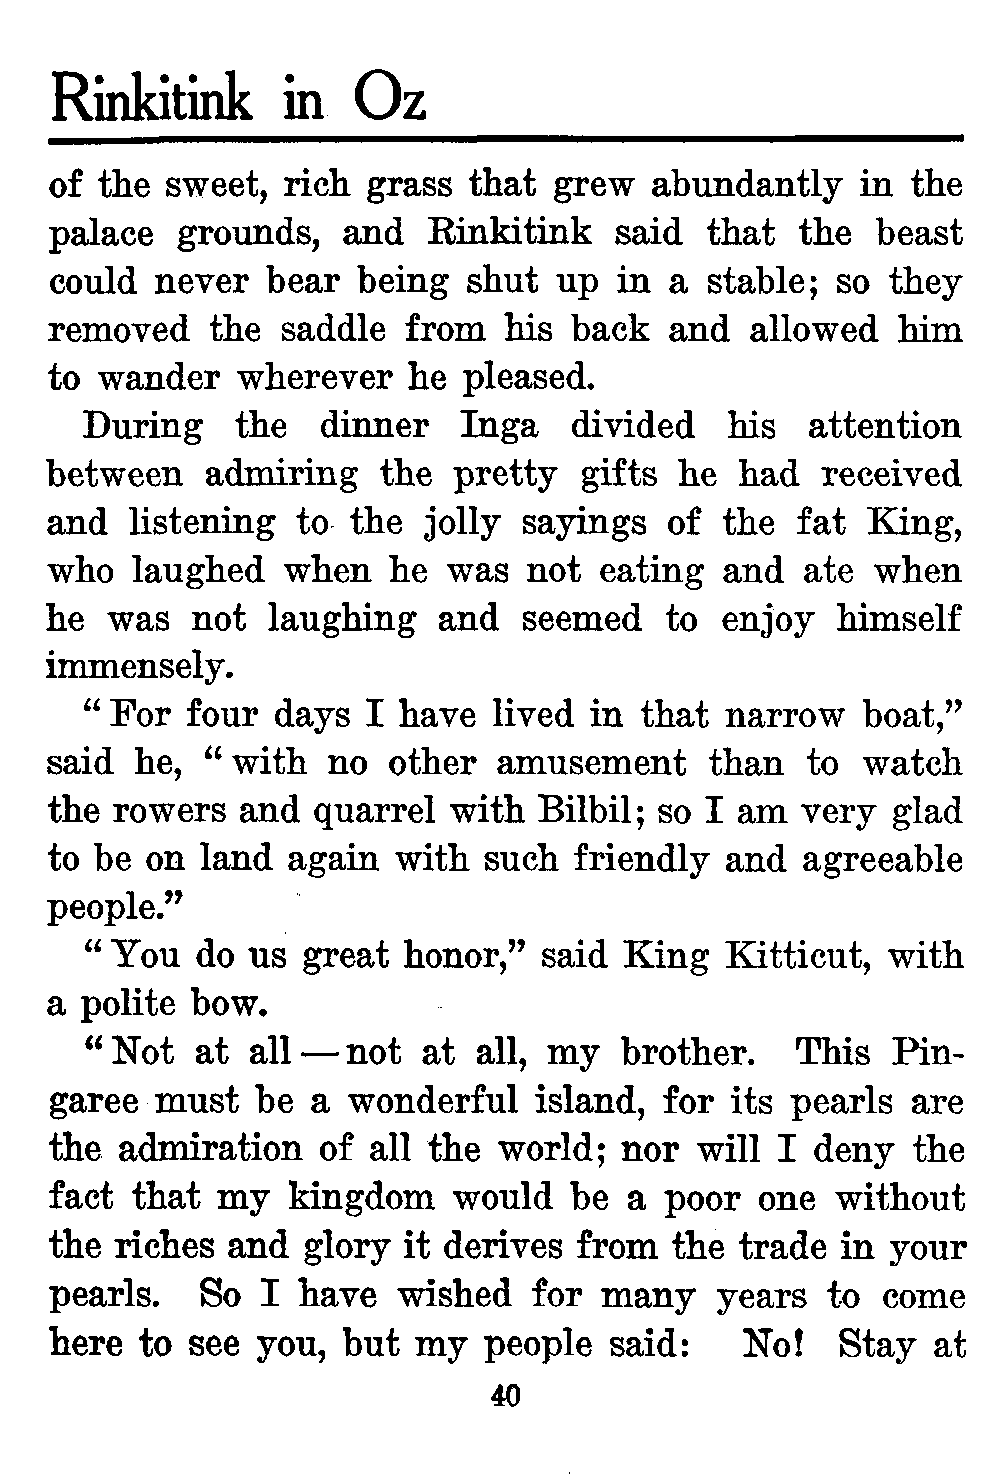 Rinkitink in Oz
of the sweet, rich grass that grew abundantly in the
palace grounds, and Rinkitink said that the beast
could never bear being shut up in a stable; so they
removed the saddle from his back and allowed him
to wander wherever he pleased.
During the dinner Inga divided his attention
between admiring the pretty gifts he had received
and listening to the jolly sayings of the fat King,
who laughed when he was not eating and ate when
he was not laughing and seemed to enjoy himself
immensely.
“ For four days I have lived in that narrow boat,”
said he, “ with no other amusement than to watch
the rowers and quarrel with Bilbil; so I am very glad
to be on land again with such friendly and agreeable
people.”
“ You do us great honor,” said King Kitticut, with
a polite bow.
“ Not at all — not at all, my brother. This Pin-
garee must be a wonderful island, for its pearls are
the admiration of all the world; nor will I deny the
fact that my kingdom would be a poor one without
the riches and glory it derives from the trade in your
pearls. So I have wished for many years to come
here to see you, but my people said: No! Stay at
40